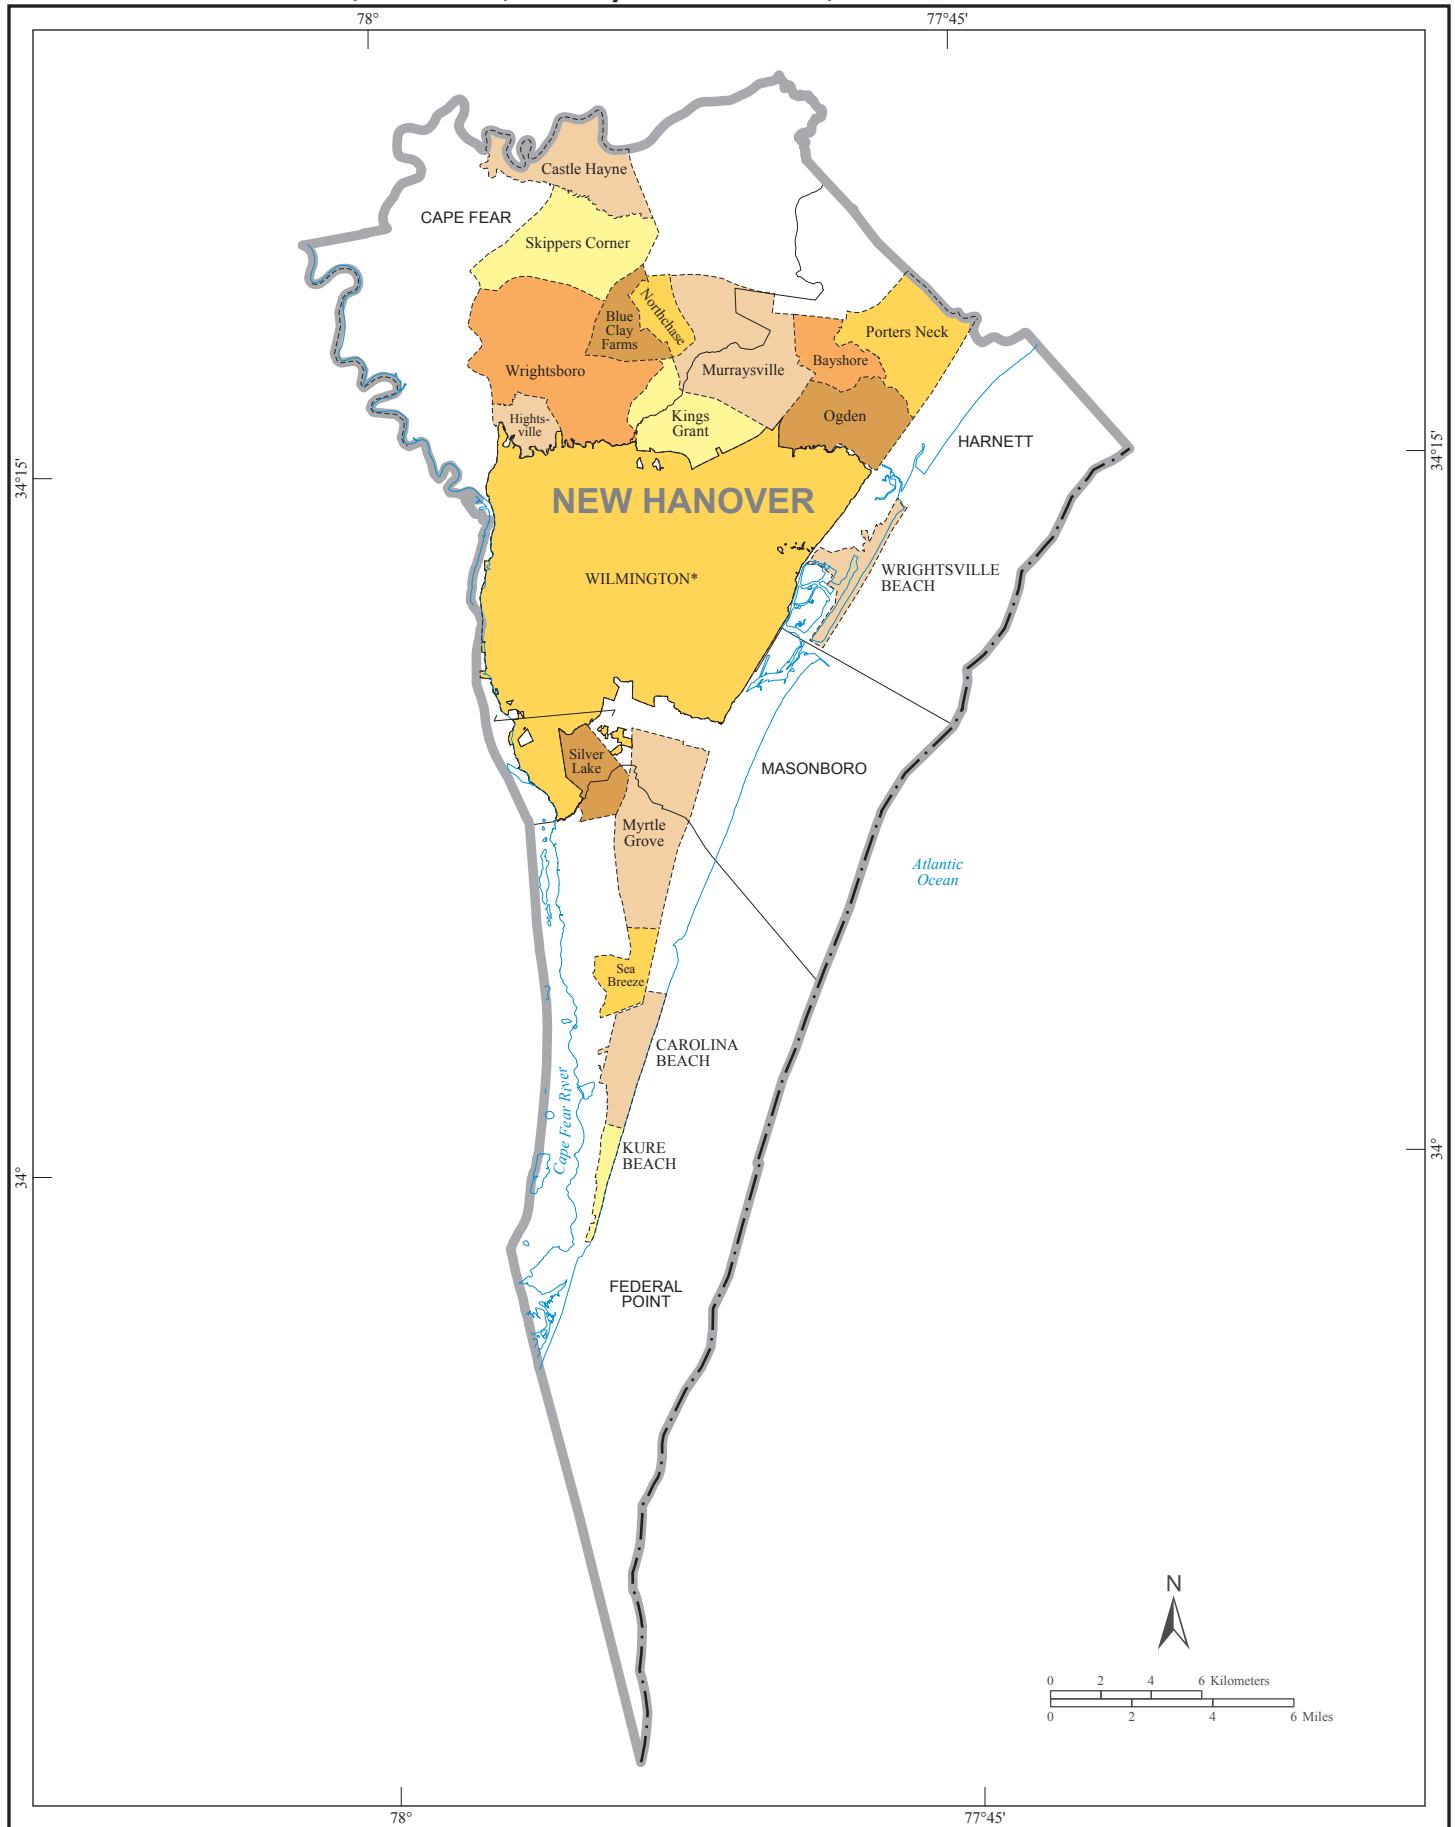 78°
77°45'
Castle Hayne
CAPE FEAR
Skippers Corner
Northchase
Blue
Clay
Farms
Porters Neck
Bayshore
Wrightsboro
Murraysville
Hights-
ville
Kings
Grant
Ogden
HARNETT
34°15'
34°15'
NEW HANOVER
WILMINGTON*
WRIGHTSVILLE
BEACH
Silver
Lake
MASONBORO
Myrtle
Grove
Atlantic
Ocean
Sea
Breeze
CAROLINA
BEACH
Cape Fear River
KURE
BEACH
34°
34°
FEDERAL
POINT
N
0 2 4 6 Kilometers
0 2 4 6 Miles
78°
77°45'